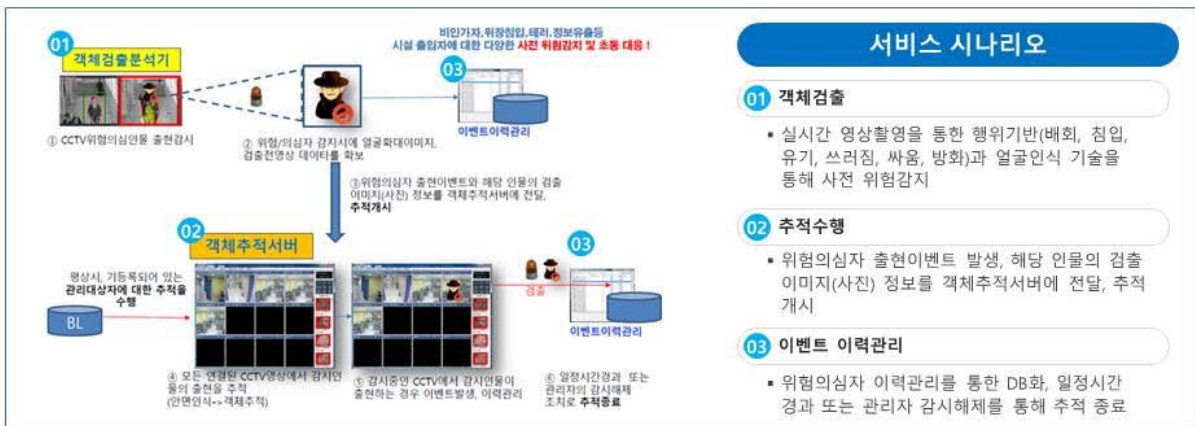 비인가자,위장침입,테러,정보유출등
시설 출입자에 대한 다양한 사전 위험감지 및 초동 대응 !
01
객체검출분석기
① CCTV위험의심인물 출현감시
② 위험/의심자 감지시에 얼굴확대이미지,
검출전영상 데이타를 확보
03
이벤트이력관리
③위험의심자 출현이벤트와 해당 인물의 검출
이미지(사진) 정보를 객체추적서버에 전달,
추적개시
02
객체추적서버
평상시, 기등록되어 있는
관리대상자에 대한 추적을
수행
BL
④ 모든 연결된 CCTV영상에서 감시인
물의 출현을 추적
(안면인식->객체추적)
⑤ 감시중인 CCTV에서 감시인물이
출현하는 경우 이벤트발생, 이력관리
검출
03
이벤트이력관리
⑥ 일정시간경과 또는
관리자의 감시해제
조치로 추적종료
서비스 시나리오
01 객체검출
▪ 실시간 영상촬영을 통한 행위기반(배회, 침입,
유기, 쓰러짐, 싸움, 방화)과 얼굴인식 기술을
통해 사전 위험감지
02 추적수행
▪ 위험의심자 출현이벤트 발생, 해당 인물의 검출
이미지(사진) 정보를 객체추적서버에 전달, 추적
개시
03 이벤트 이력관리
▪ 위험의심자 이력관리를 통한 DB화, 일정시간
경과 또는 관리자 감시해제를 통해 추적 종료